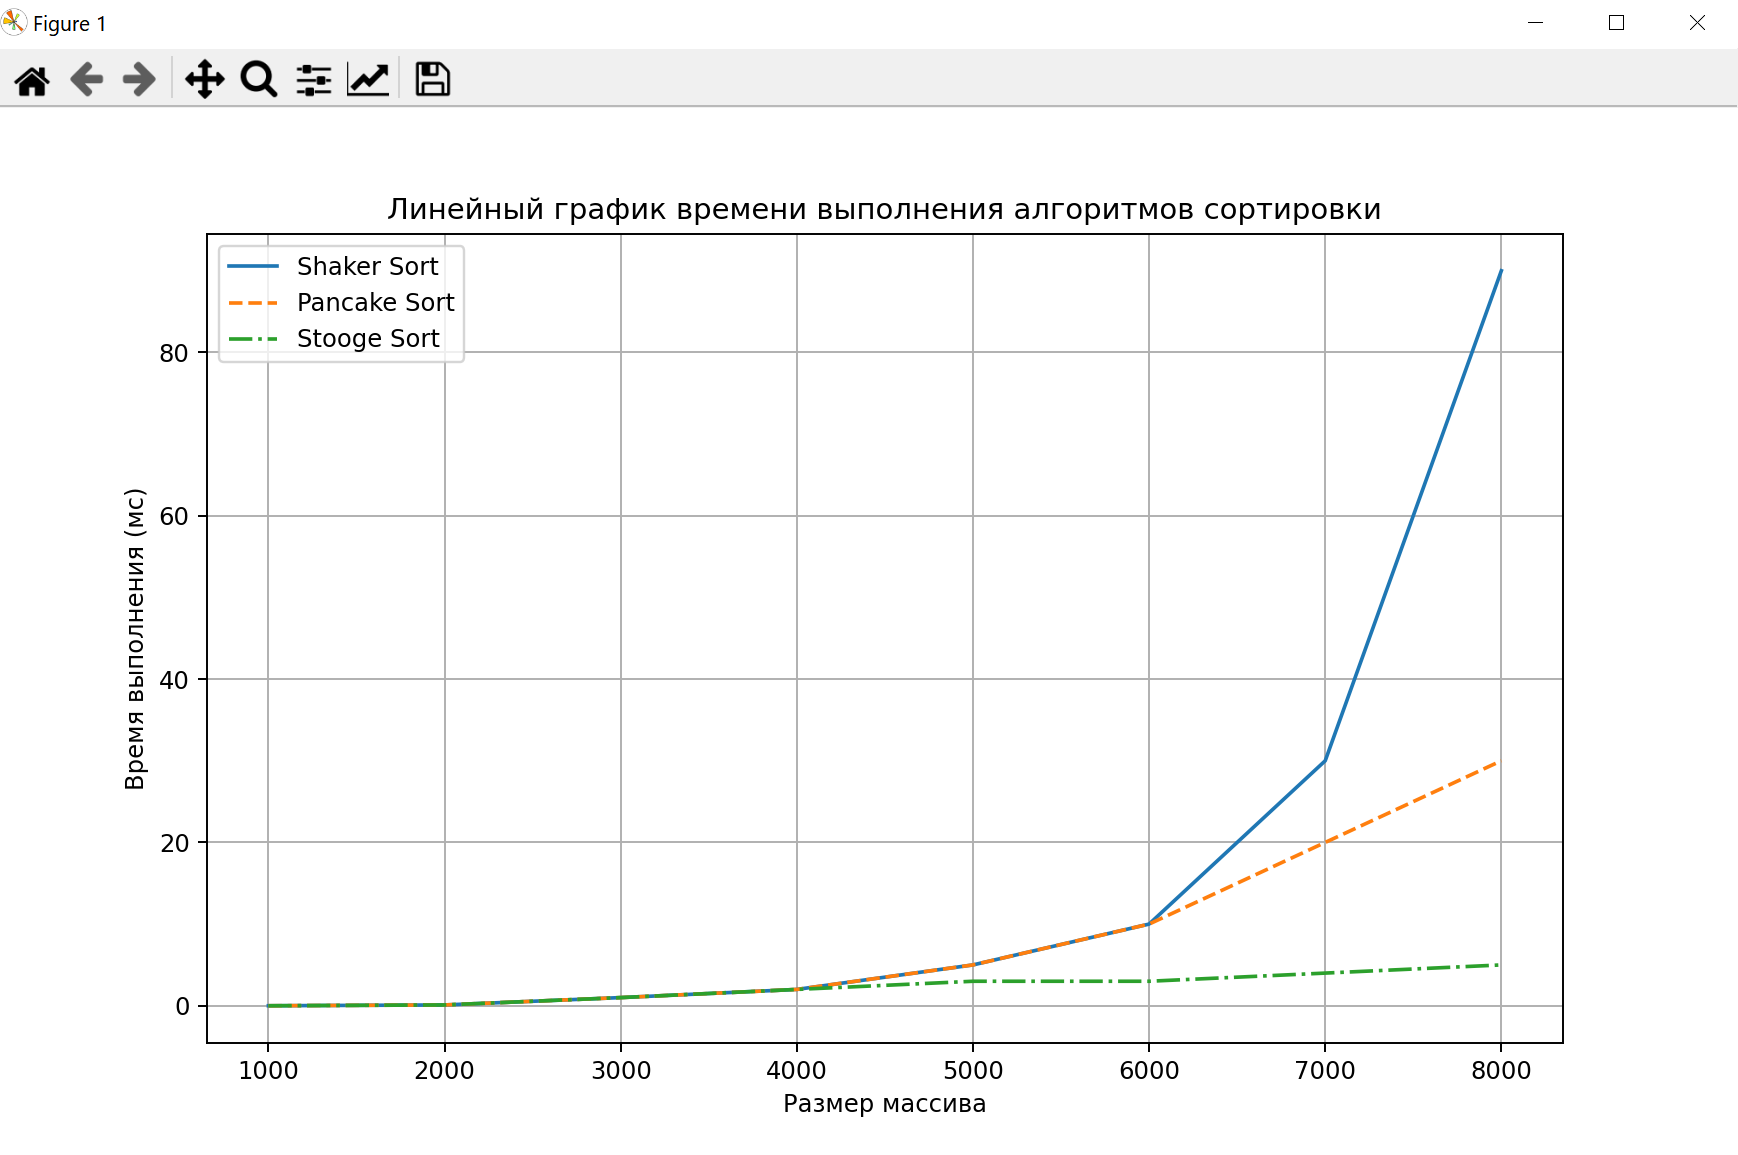 Figure 1
Линейный график времени выполнения алгоритмов сортировки
Shaker Sort
Pancake Sort
Stooge Sort
Время выполнения (мс)
80
60
40
20
0
1000 2000 3000 4000 5000 6000 7000 8000
Размер массива